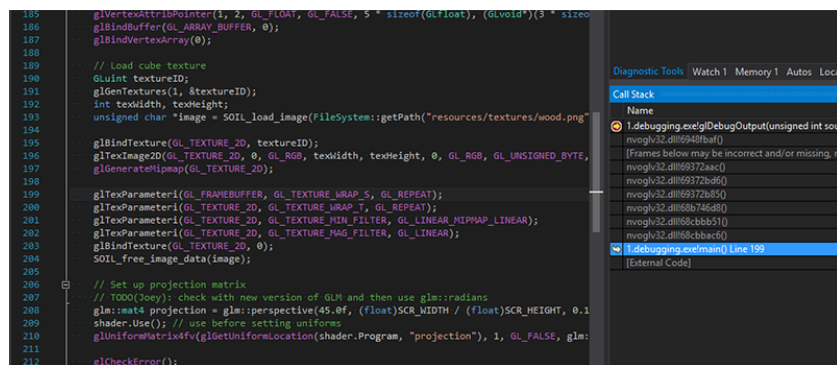 185 glVertexAttribPointer(1, 2, GL_FLOAT, GL_FALSE, 5 * sizeof(GLfloat), (GLvoid*)(3 * sizeo
186 glBindBuffer(GL_ARRAY_BUFFER, 0);
187 glBindVertexArray(0);
188
189 // Load cube texture
190 GLuint textureID;
191 glGenTextures(1, &textureID);
192 int texWidth, texHeight;
193 unsigned char *image = SOIL_load_image(FileSystem::getPath("resources/textures/wood.png"
194
195 glBindTexture(GL_TEXTURE_2D, textureID);
196 glTexImage2D(GL_TEXTURE_2D, 0, GL_RGB, texWidth, texHeight, 0, GL_RGB, GL_UNSIGNED_BYTE,
197 glGenerateMipmap(GL_TEXTURE_2D);
198
199 glTexParameteri(GL_FRAMEBUFFER, GL_TEXTURE_WRAP_S, GL_REPEAT);
200 glTexParameteri(GL_TEXTURE_2D, GL_TEXTURE_WRAP_T, GL_REPEAT);
201 glTexParameteri(GL_TEXTURE_2D, GL_TEXTURE_MIN_FILTER, GL_LINEAR_MIPMAP_LINEAR);
202 glTexParameteri(GL_TEXTURE_2D, GL_TEXTURE_MAG_FILTER, GL_LINEAR);
203 glBindTexture(GL_TEXTURE_2D, 0);
204 SOIL_free_image_data(image);
205
206 // Set up projection matrix
207 // TODO(Joey): check with new version of GLM and then use glm::radians
208 glm::mat4 projection = glm::perspective(45.0f, (float)SCR_WIDTH / (float)SCR_HEIGHT, 0.1
209 shader.Use(); // use before setting uniforms
210 glUniformMatrix4fv(glGetUniformLocation(shader.Program, "projection"), 1, GL_FALSE, glm:
211
212 glCheckError();
Diagnostic Tools Watch 1 Memory 1 Autos Loca
Call Stack
Name
1.debugging.exe!glDebugOutput(unsigned int sou
nvoglv32.dll!6948fbaf()
[Frames below may be incorrect and/or missing, n
nvoglv32.dll!69372aac()
nvoglv32.dll!69372bd6()
nvoglv32.dll!69372b85()
nvoglv32.dll!68b746d8()
nvoglv32.dll!68cbbb51()
nvoglv32.dll!68cbbac6()
1.debugging.exe!main() Line 199
[External Code]